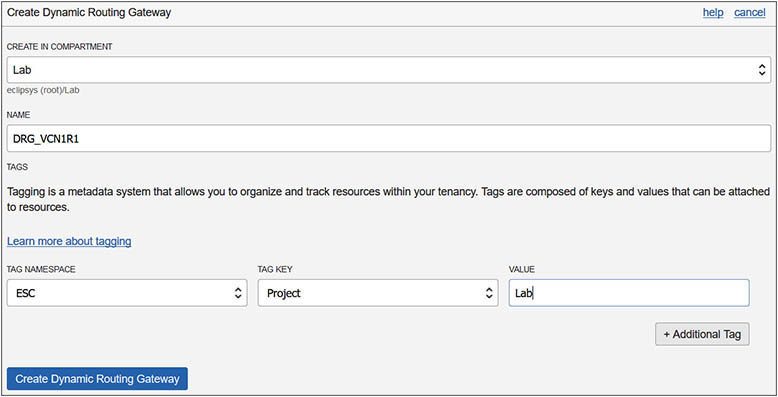 Create Dynamic Routing Gateway help cancel
CREATE IN COMPARTMENT
Lab
eclipsys (root)/Lab
NAME
DRG_VCN1R1
TAGS
Tagging is a metadata system that allows you to organize and track resources within your tenancy. Tags are composed of keys and values that can be attached
to resources.
Learn more about tagging
TAG NAMESPACE TAG KEY VALUE
ESC Project Lab
+ Additional Tag
Create Dynamic Routing Gateway